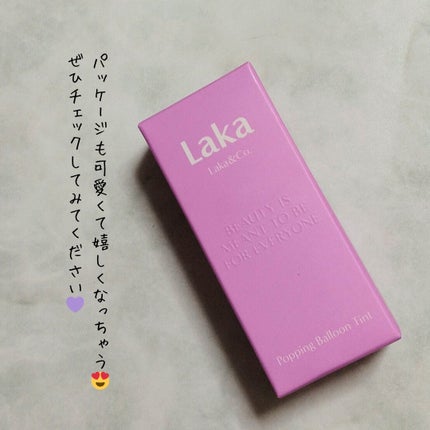 パッケージも可愛くて嬉しくなっちゃう😍
ぜひチェックしてみてください💜
Laka
Laka&Co.
BEAUTY IS
MEANT TO BE
FOR EVERYONE
Popping Balloon Tint